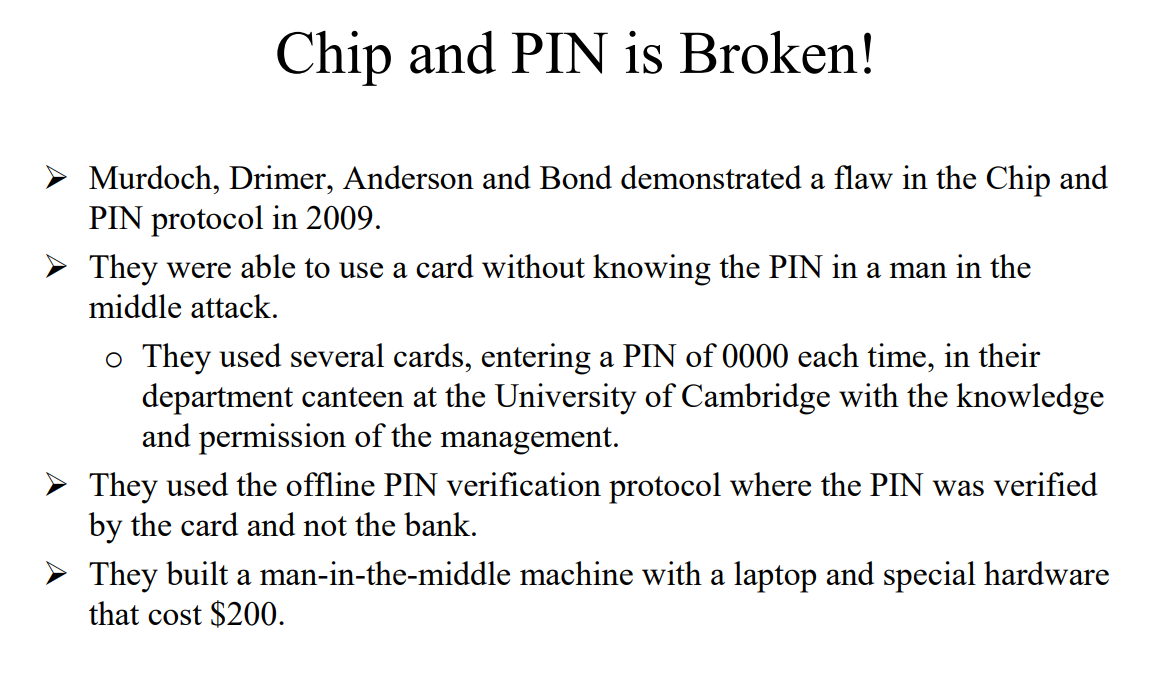 Chip and PIN is Broken!
➢ Murdoch, Drimer, Anderson and Bond demonstrated a flaw in the Chip and
PIN protocol in 2009.
➢ They were able to use a card without knowing the PIN in a man in the
middle attack.
o They used several cards, entering a PIN of 0000 each time, in their
department canteen at the University of Cambridge with the knowledge
and permission of the management.
➢ They used the offline PIN verification protocol where the PIN was verified
by the card and not the bank.
➢ They built a man-in-the-middle machine with a laptop and special hardware
that cost $200.